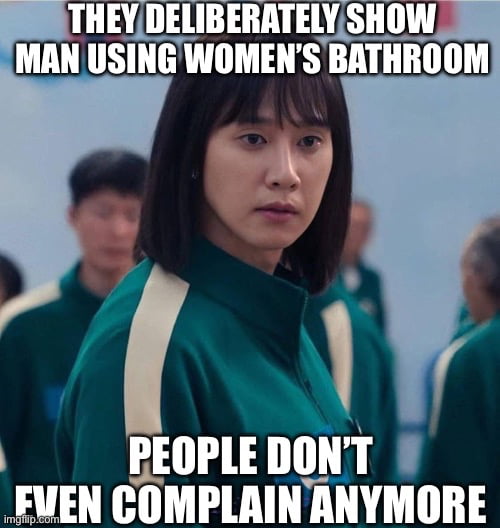 THEY DELIBERATELY SHOW
MAN USING WOMEN'S BATHROOM
PEOPLE DON'T
EVEN COMPLAIN ANYMORE
imgflip.com